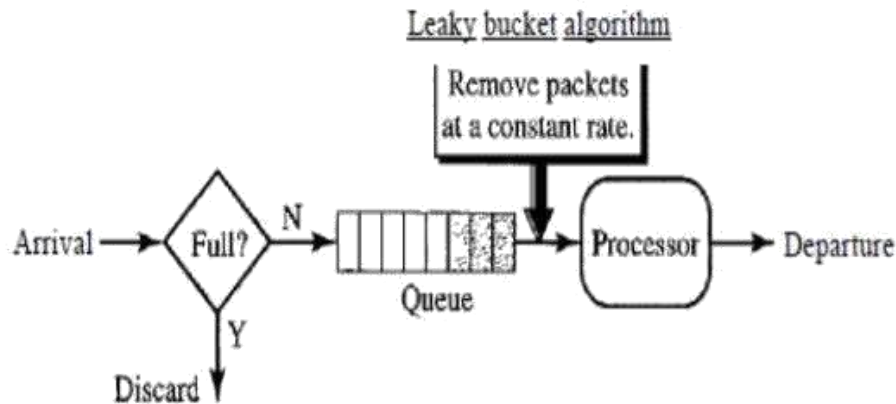 Leaky bucket algorithm
Remove packets
at a constant rate.
Arrival
Full?
N
Queue
Processor
Departure
Y
Discard